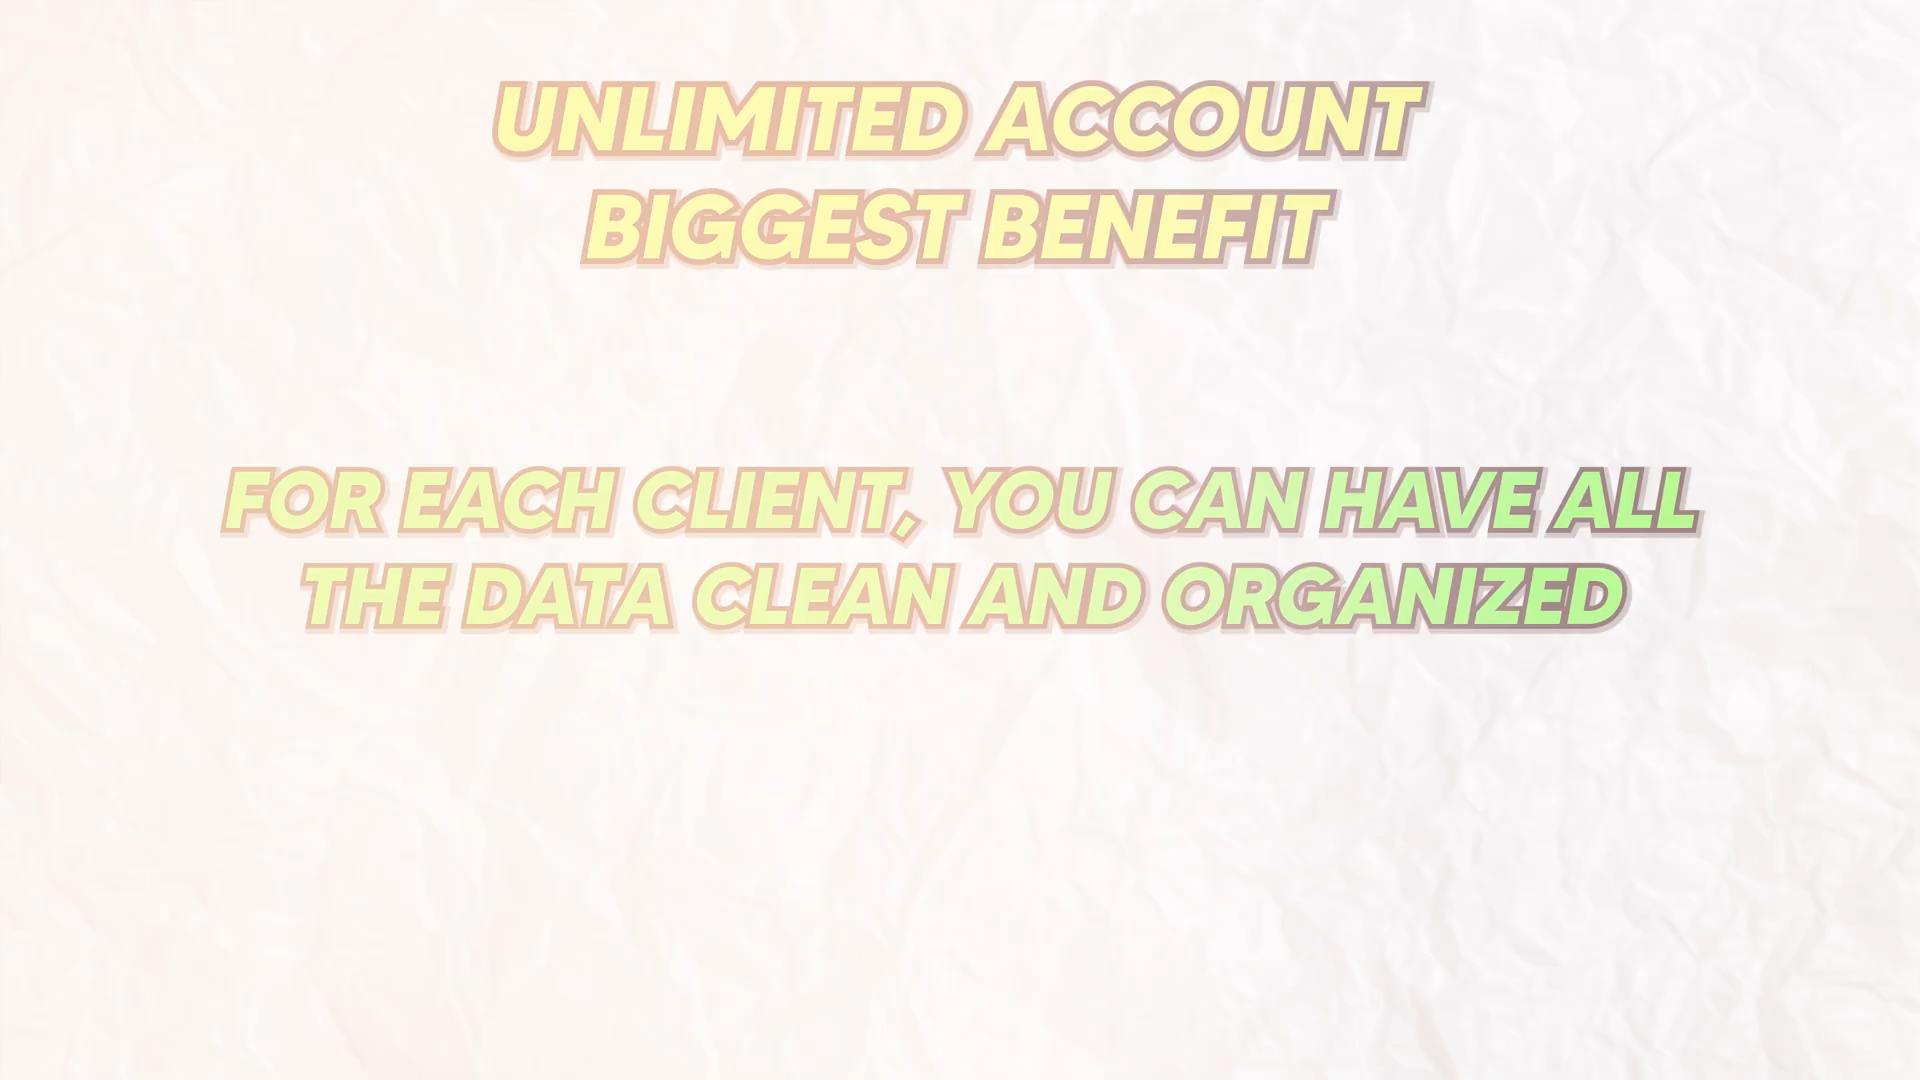 UNLIMITED ACCOUNT
BIGGEST BENEFIT
FOR EACH CLIENT, YOU CAN HAVE ALL
THE DATA CLEAN AND ORGANIZED